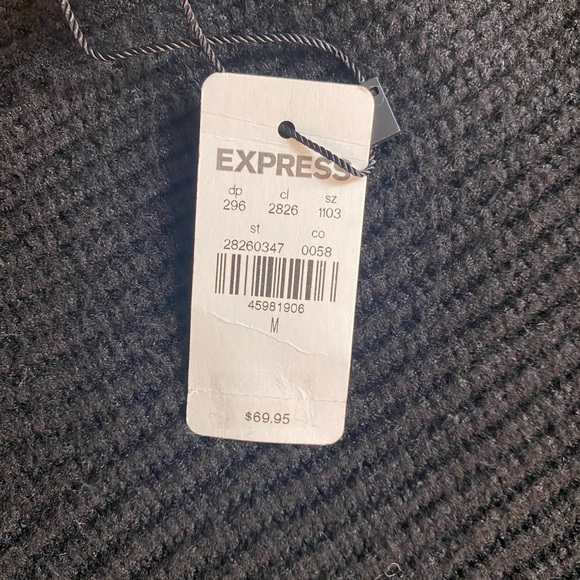 EXPRESS
dp cl sz
296 2826 1103
st co
28260347 0058
45981906
M
$69.95